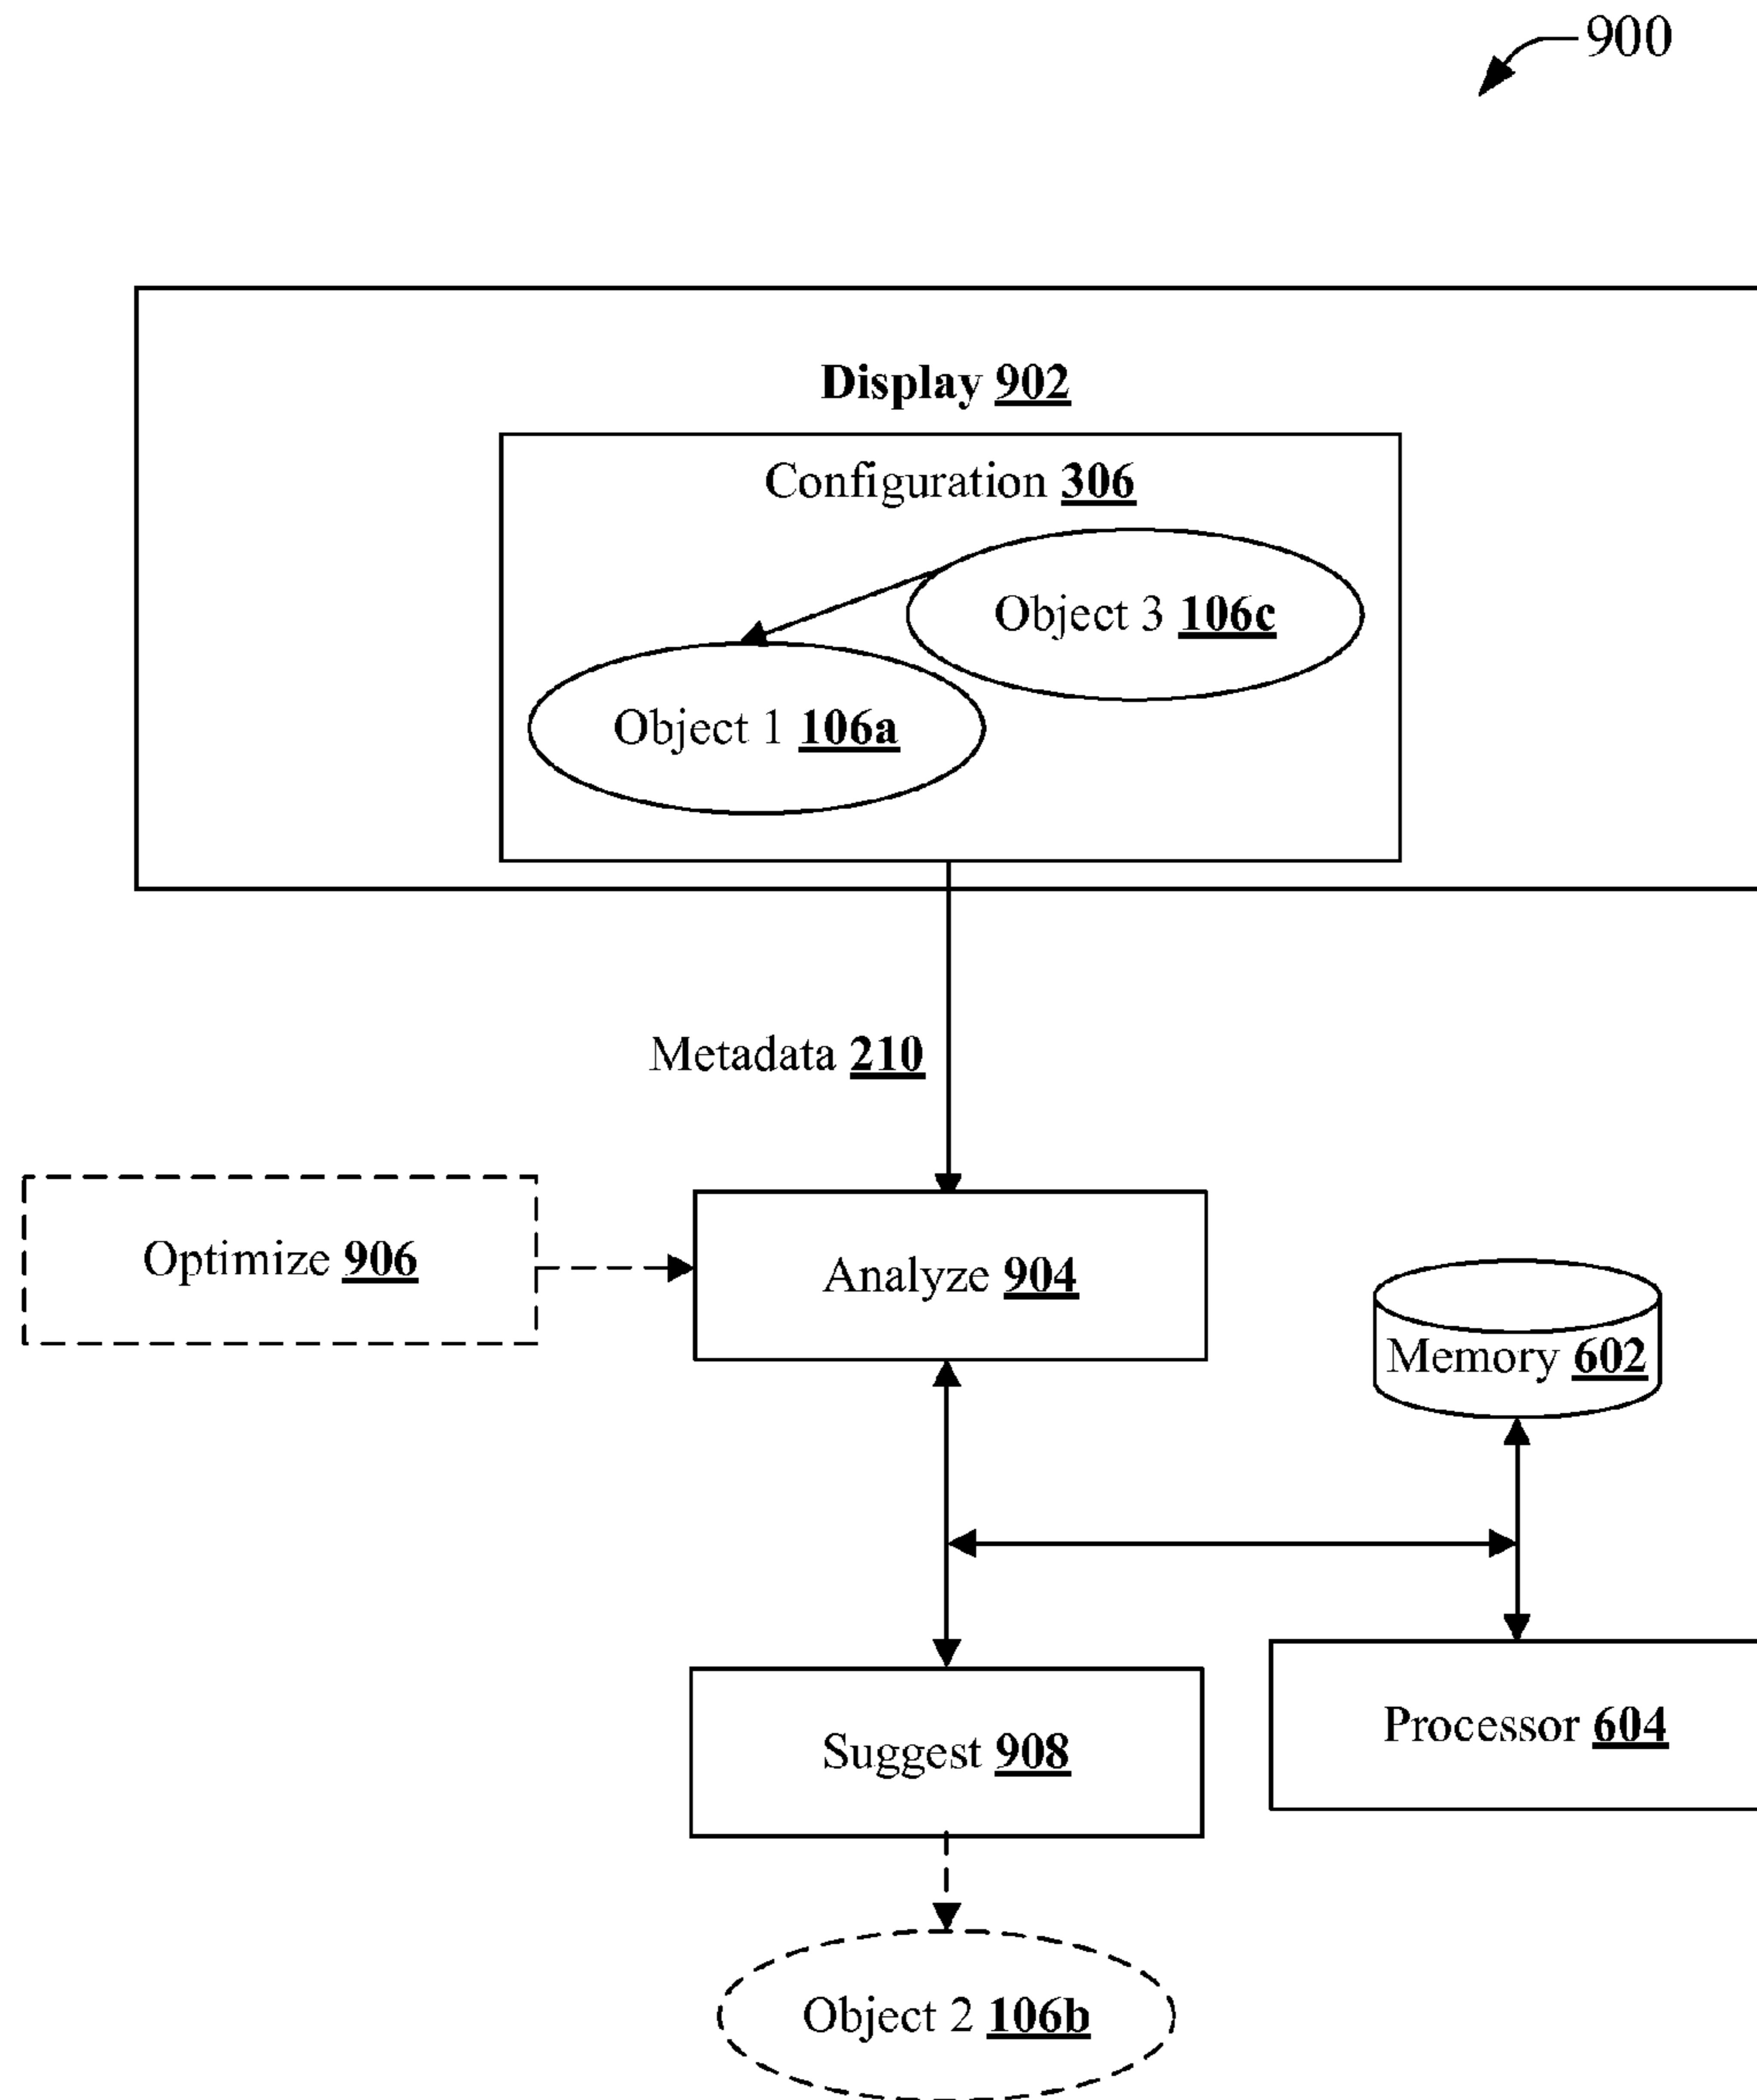 900
Display 902
Configuration 306
Object 3 106c
Object 1 106a
Metadata 210
Optimize 906
Analyze 904
Memory 602
Suggest 908
Processor 604
Object 2 106b